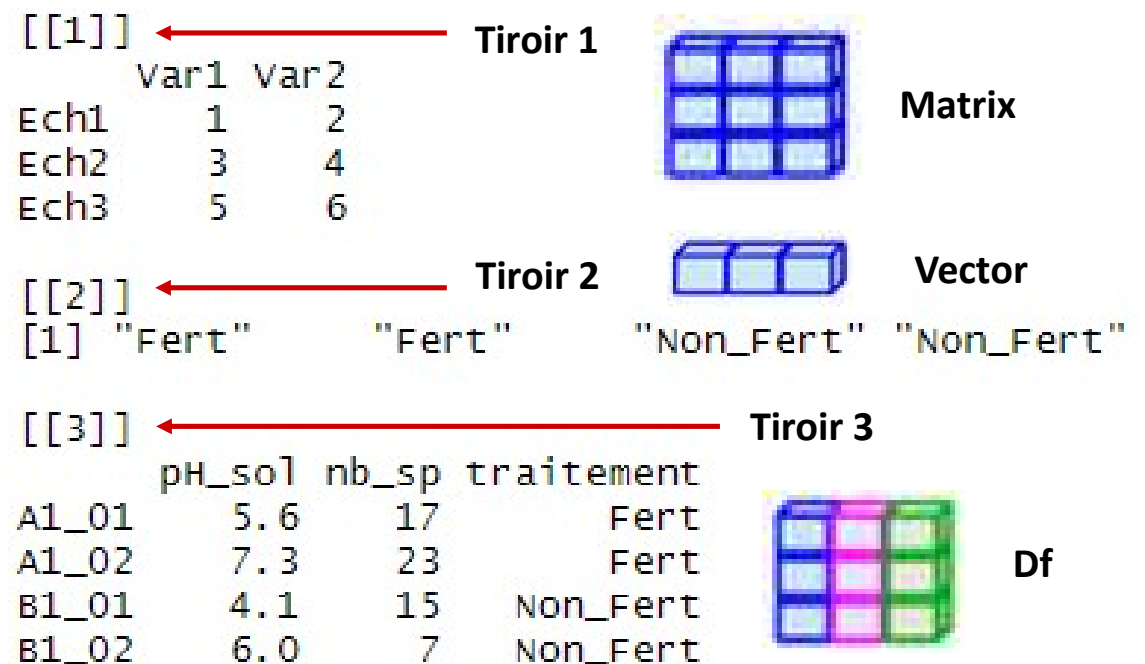 [[1]] Tiroir 1
Var1 Var2
Ech1 1 2
Matrix
Ech2 3 4
Ech3 5 6
Tiroir 2 Vector
[[2]]
[1] "Fert" "Fert" "Non_Fert" "Non_Fert"
[[3]] Tiroir 3
pH_sol nb_sp traitement
A1_01 5.6 17 Fert
A1_02 7.3 23 Fert
Df
B1_01 4.1 15 Non_Fert
B1_02 6.0 7 Non_Fert